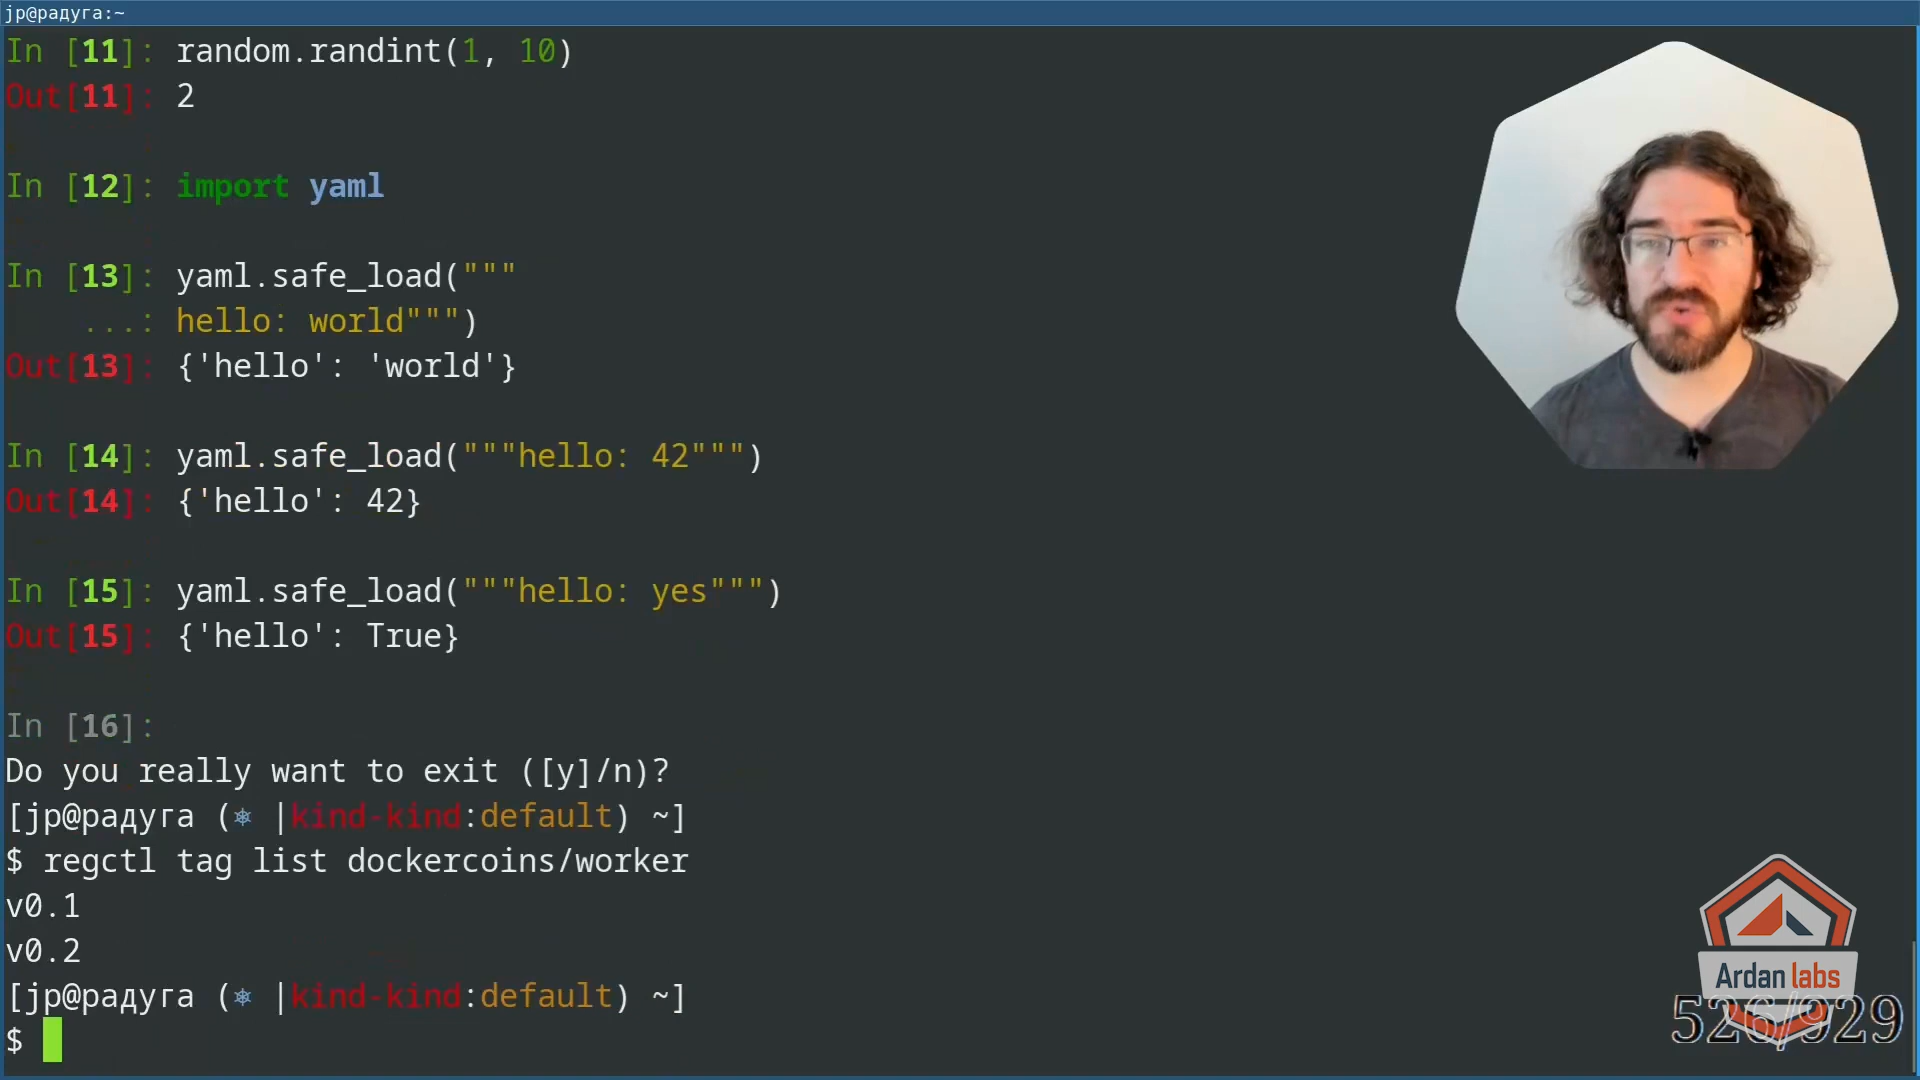 jp@радуга:~
In [11]: random.randint(1, 10)
Out[11]: 2
In [12]: import yaml
In [13]: yaml.safe_load("""
...: hello: world""")
Out[13]: {'hello': 'world'}
In [14]: yaml.safe_load("""hello: 42""")
Out[14]: {'hello': 42}
In [15]: yaml.safe_load("""hello: yes""")
Out[15]: {'hello': True}
In [16]:
Do you really want to exit ([y]/n)?
[jp@радуга (⎈ |kind-kind:default) ~]
$ regctl tag list dockercoins/worker
v0.1
v0.2
[jp@радуга (⎈ |kind-kind:default) ~]
$
Ardan labs
526/929